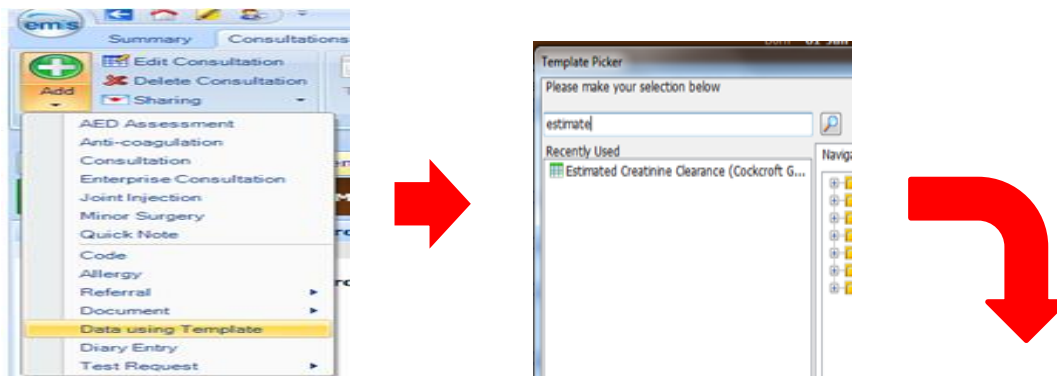 emis
Summary Consultations
Edit Consultation
Delete Consultation
Add
Sharing
AED Assessment
Anti-coagulation
Consultation
Enterprise Consultation
Joint Injection
Minor Surgery
Quick Note
Code
Allergy
Referral
Document
Data using Template
Diary Entry
Test Request
Template Picker
Please make your selection below
estimate
Recently Used
Naviga
Estimated Creatinine Clearance (Cockcroft G...